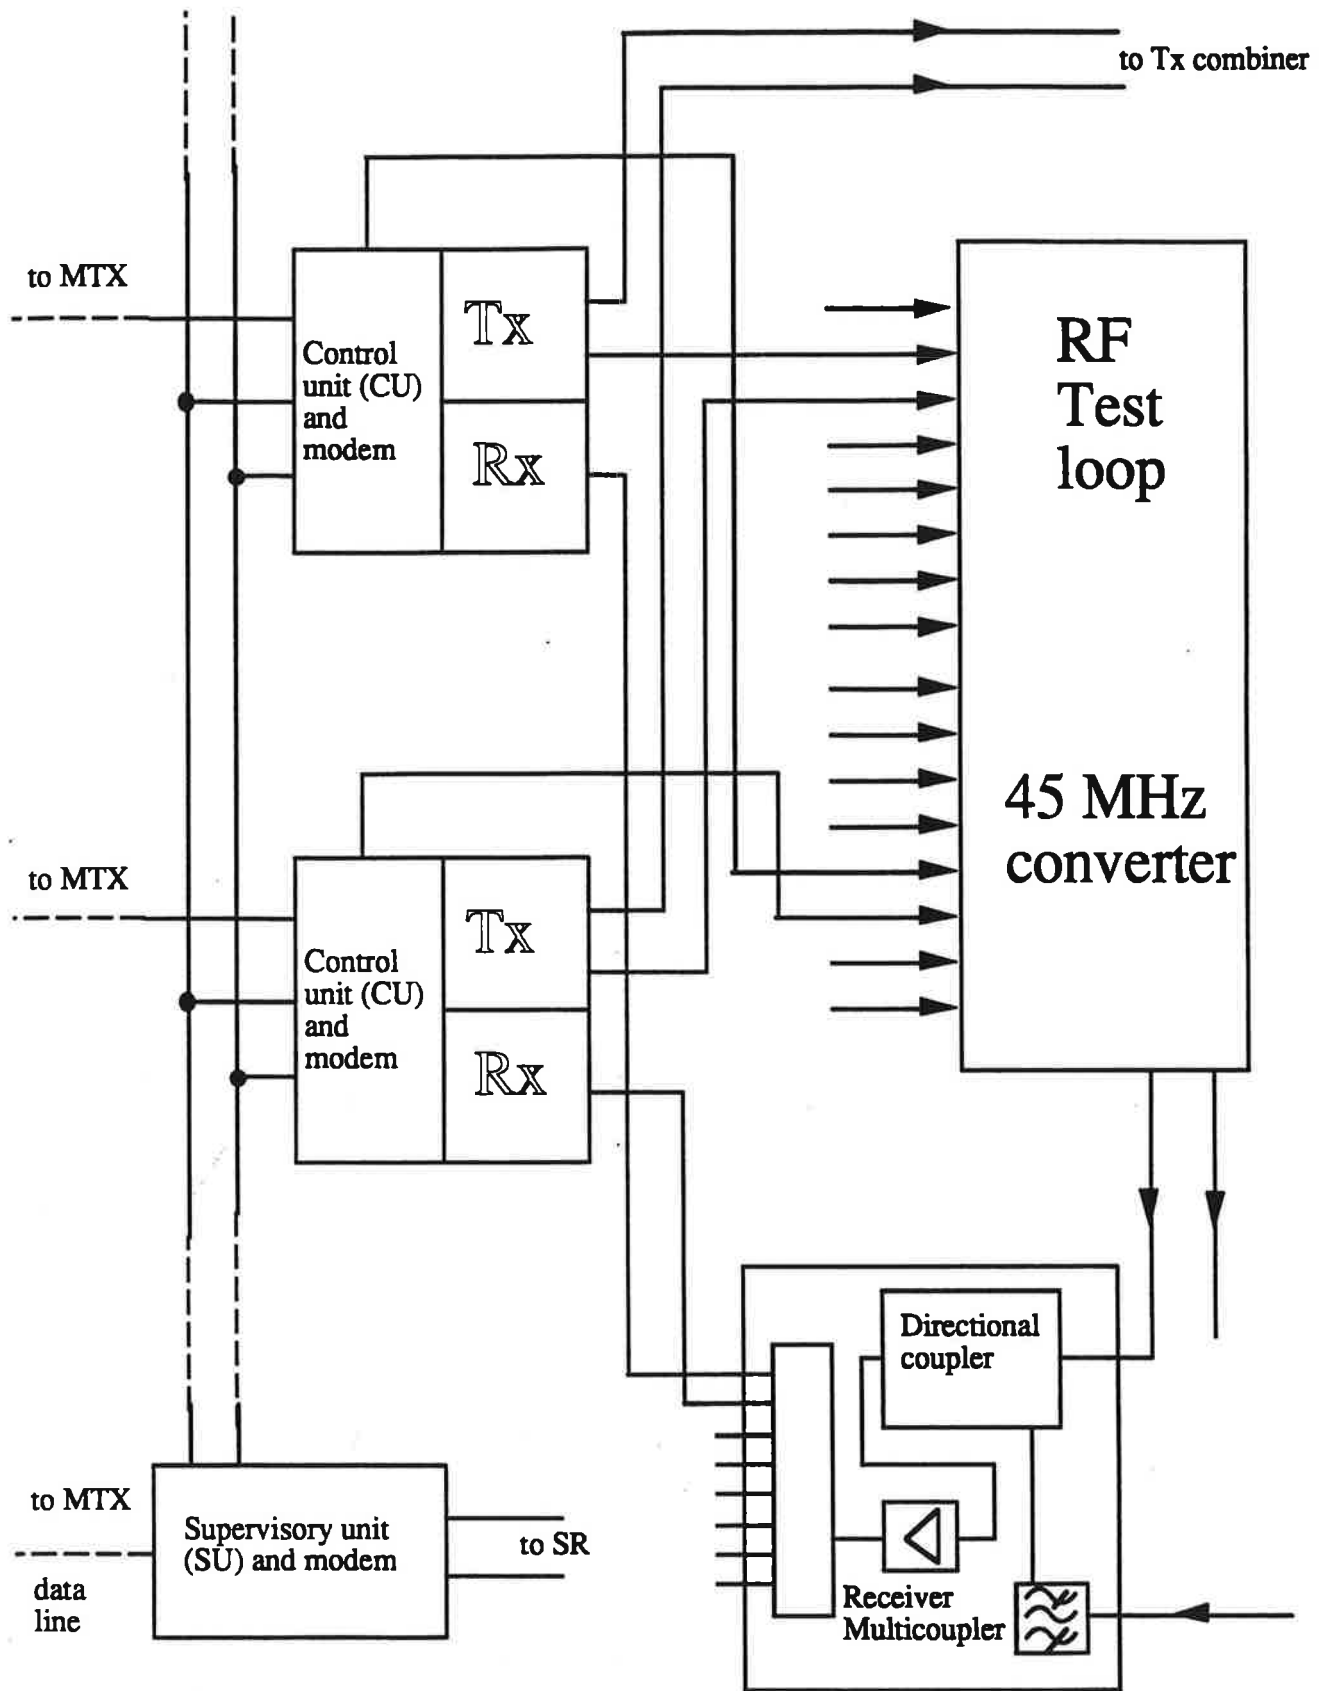 to Tx combiner
to MTX
Tx
Control
unit (CU)
and
modem
Rx
RF
Test
loop
45 MHz
converter
to MTX
Tx
Control
unit (CU)
and
modem
Rx
Directional
coupler
to MTX
data
line
Supervisory unit
(SU) and modem
to SR
Receiver
Multicoupler